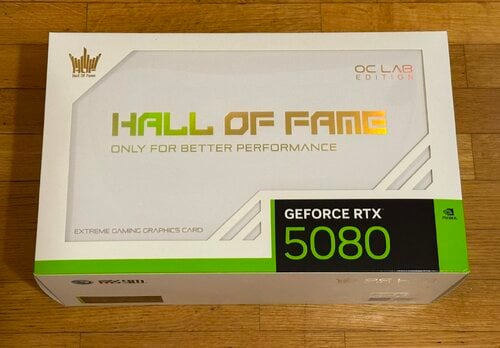 Hall Of Fame
OC LAB
EDITION
HALL OF FAME
ONLY FOR BETTER PERFORMANCE
EXTREME GAMING GRAPHICS CARD
GEFORCE RTX
5080
NVIDIA